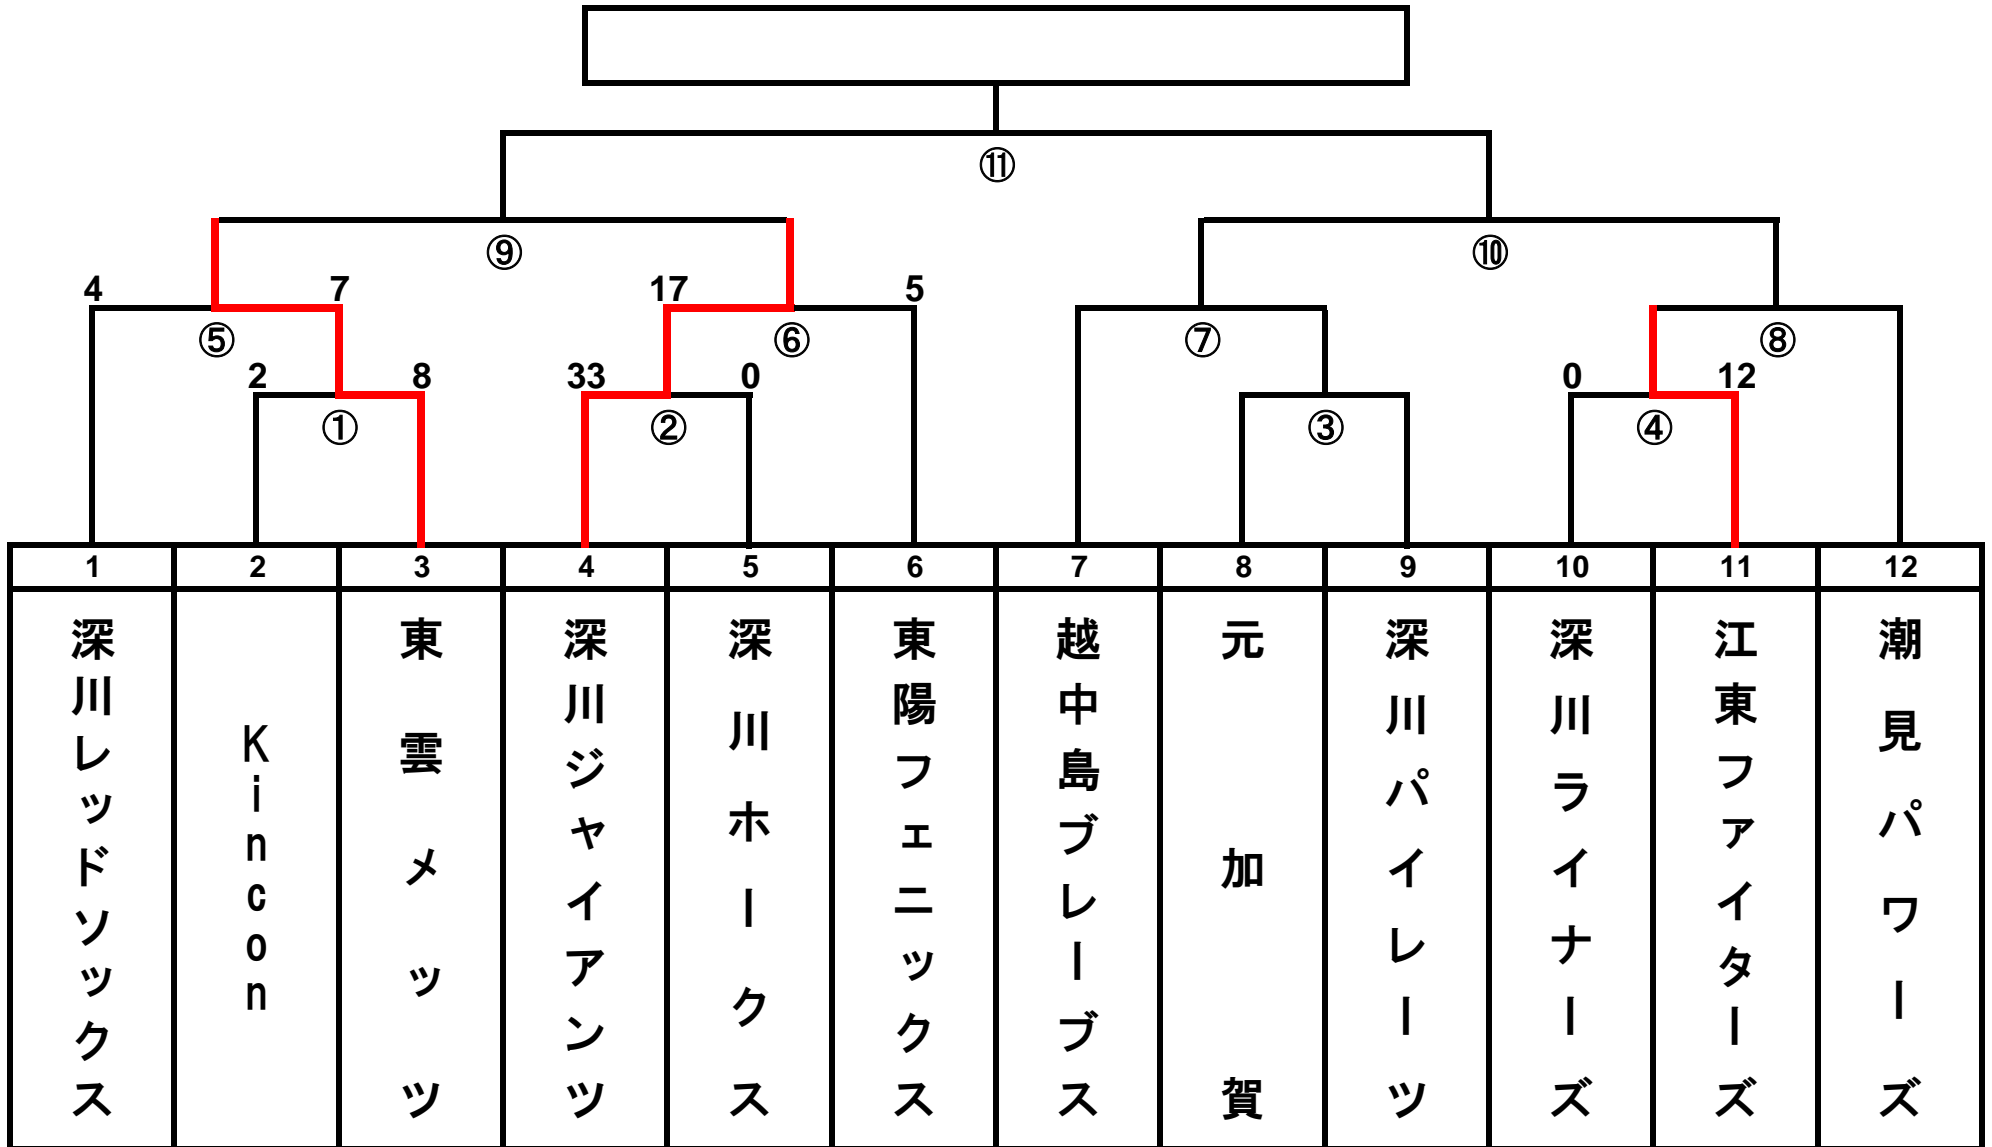 ⑪
⑨ ⑩
4 7 17 5
⑤ ⑥ ⑦ ⑧
2 8 33 0 0 12
① ② ③ ④
1 2 3 4 5 6 7 8 9 10 11 12
深川レッドソックス
Kincon
東雲メッツ
深川ジャイアンツ
深川ホークス
東陽フェニックス
越中島ブレーブス
元加賀
深川パイレーツ
深川ライナーズ
江東ファイターズ
潮見パワーズ